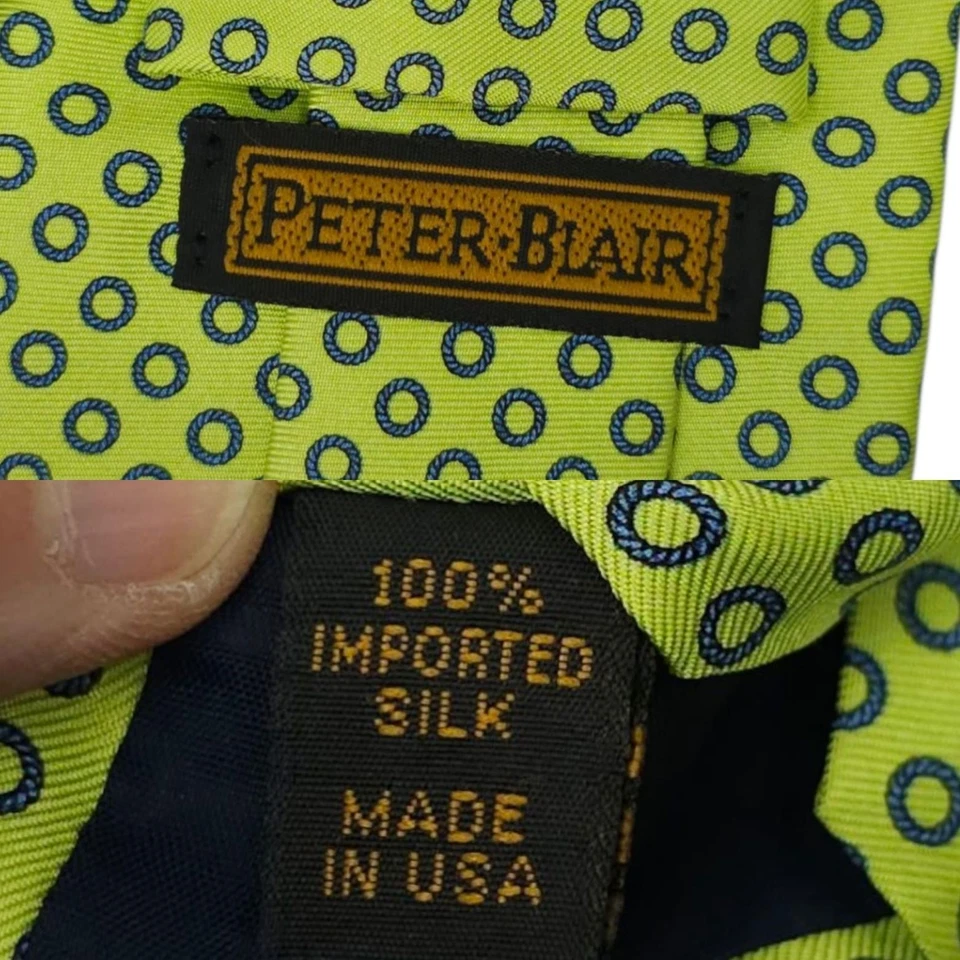 PETER·BLAIR
100%
IMPORTED
SILK
MADE
IN USA